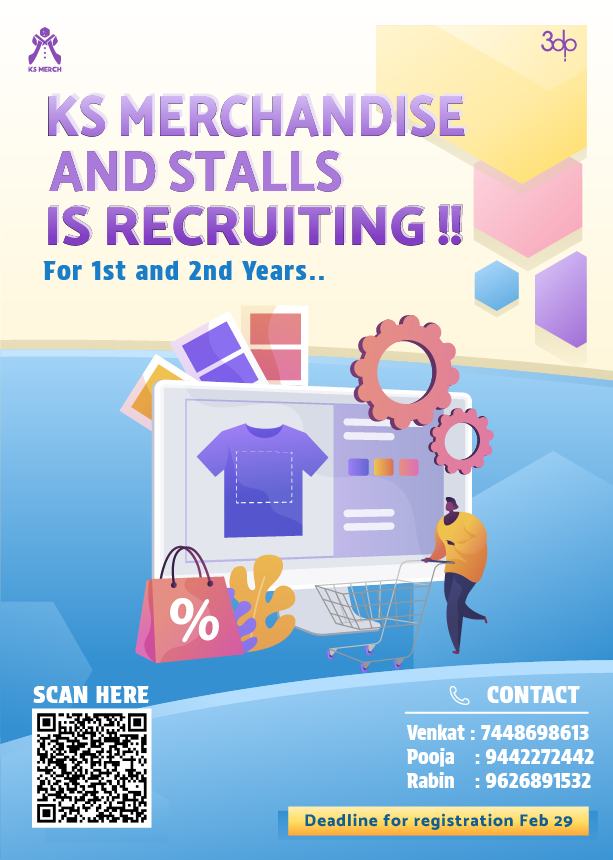 KS MERCH
3dp
KS MERCHANDISE
AND STALLS
IS RECRUITING !!
For 1st and 2nd Years..
%
SCAN HERE
CONTACT
Venkat : 7448698613
Pooja : 9442272442
Rabin : 9626891532
Deadline for registration Feb 29